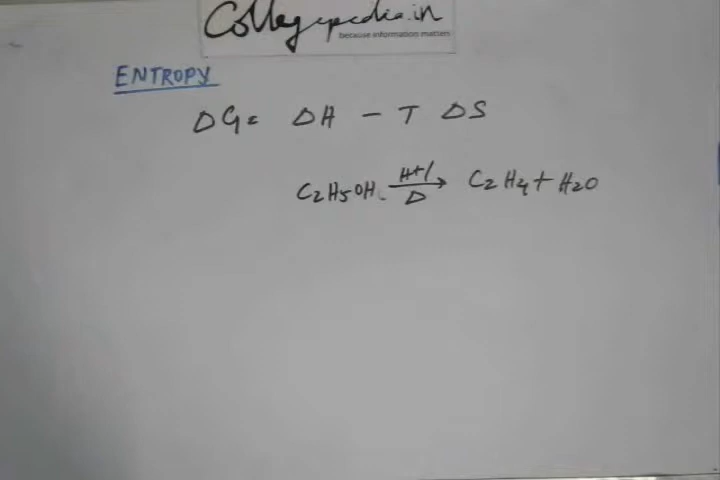 Collegepedia.in
because information matters
ENTROPY
ΔG = ΔH - T ΔS
C2H5OH H+/Δ → C2H4 + H2O